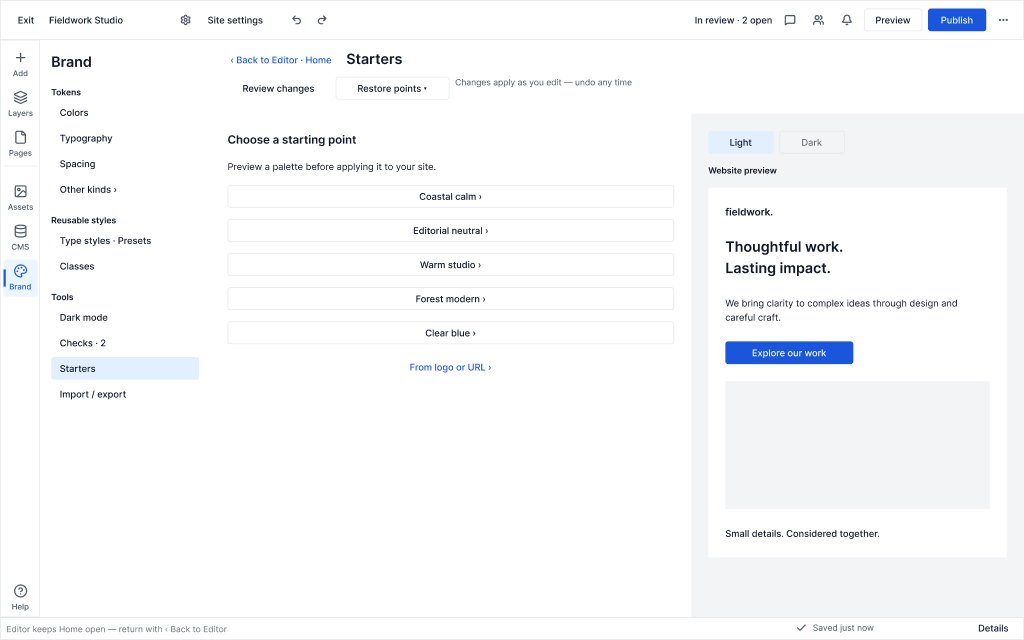 Exit
Fieldwork Studio
Site settings
In review · 2 open
Preview
Publish
Add
Layers
Pages
Assets
CMS
Brand
Help
Brand
Tokens
Colors
Typography
Spacing
Other kinds ›
Reusable styles
Type styles · Presets
Classes
Tools
Dark mode
Checks · 2
Starters
Import / export
‹ Back to Editor · Home
Starters
Review changes
Restore points ▾
Changes apply as you edit — undo any time
Choose a starting point
Preview a palette before applying it to your site.
Coastal calm ›
Editorial neutral ›
Warm studio ›
Forest modern ›
Clear blue ›
From logo or URL ›
Light
Dark
Website preview
fieldwork.
Thoughtful work.
Lasting impact.
We bring clarity to complex ideas through design and
careful craft.
Explore our work
Small details. Considered together.
Editor keeps Home open — return with ‹ Back to Editor
Saved just now
Details